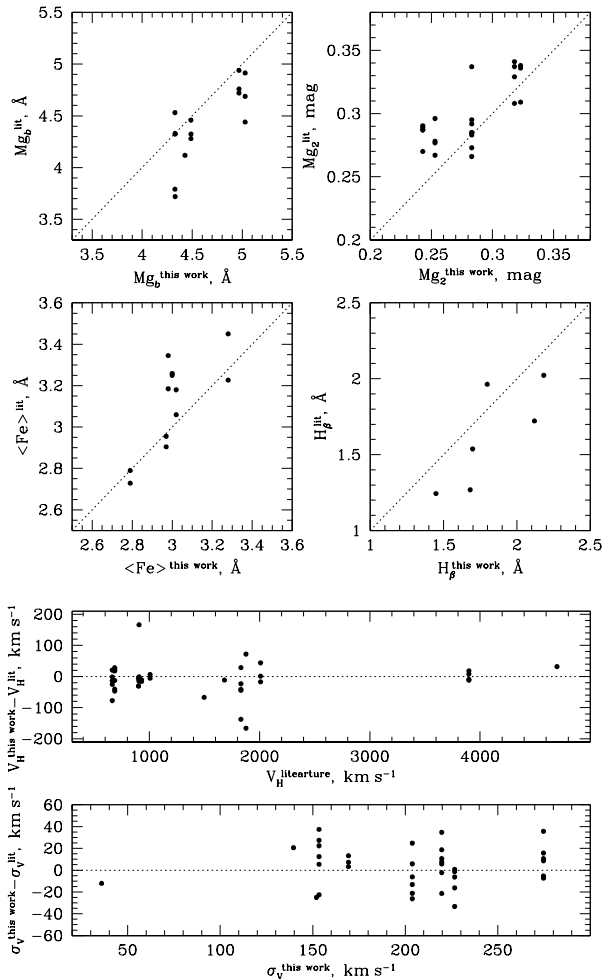 5.5
5
4.5
4
3.5
Mg_b^lit, Å
3.5 4 4.5 5 5.5
Mg_b^this work, Å
0.35
0.3
0.25
0.2
Mg_2^lit, mag
0.2 0.25 0.3 0.35
Mg_2^this work, mag
3.6
3.4
3.2
3
2.8
2.6
<Fe>^lit, Å
2.6 2.8 3 3.2 3.4 3.6
<Fe>^this work, Å
2.5
2
1.5
1
H_β^lit, Å
1 1.5 2 2.5
H_β^this work, Å
200
100
0
−100
−200
V_H^this work−V_H^lit, km s⁻¹
1000 2000 3000 4000
V_H^litearture, km s⁻¹
60
40
20
0
−20
−40
−60
σ_V^this work−σ_V^lit, km s⁻¹
50 100 150 200 250
σ_V^this work, km s⁻¹